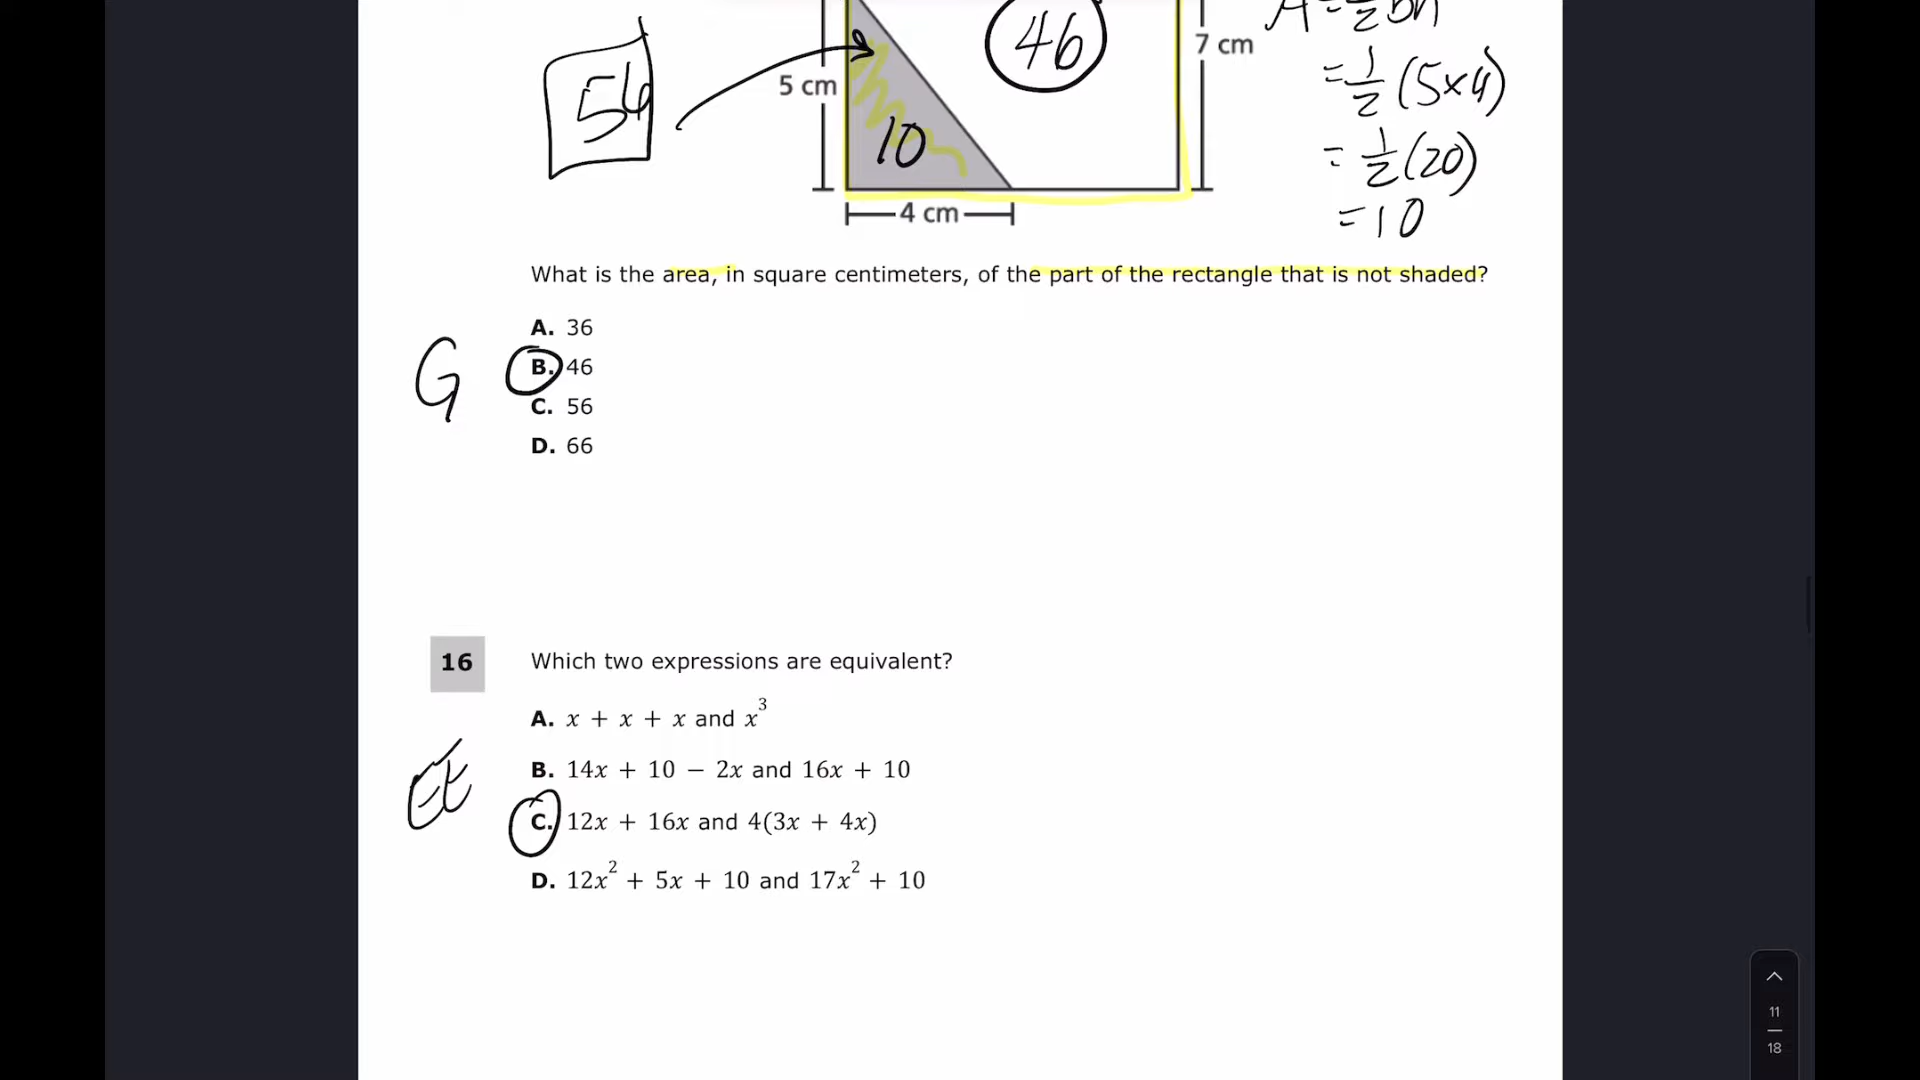 46
A = 1/2 bh
7 cm
= 1/2 (5×4)
56
5 cm
10
= 1/2 (20)
4 cm
= 10
What is the area, in square centimeters, of the part of the rectangle that is not shaded?
A. 36
G
B. 46
C. 56
D. 66
16
Which two expressions are equivalent?
A. x + x + x and x³
B. 14x + 10 − 2x and 16x + 10
EE
C. 12x + 16x and 4(3x + 4x)
D. 12x² + 5x + 10 and 17x² + 10
11
18